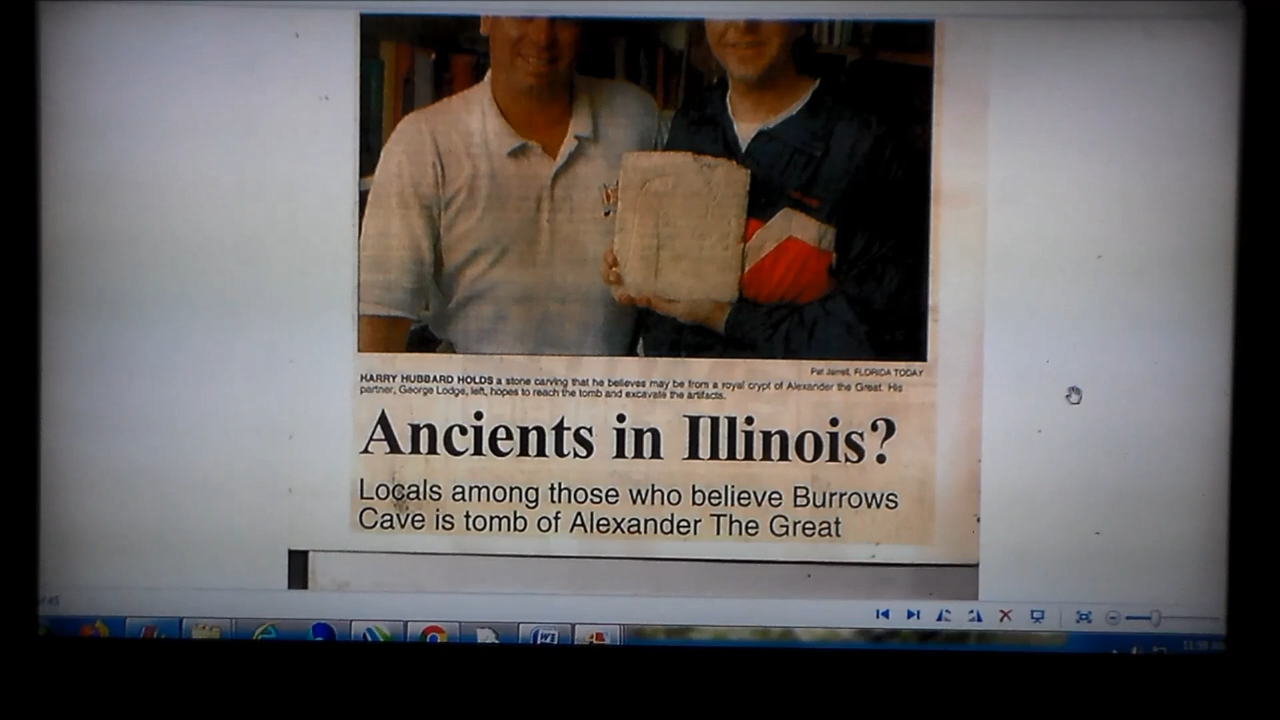 Pat Jarrett, FLORIDA TODAY
HARRY HUBBARD HOLDS a stone carving that he believes may be from a royal crypt of Alexander the Great. His
partner, George Lodge, left, hopes to reach the tomb and excavate the artifacts.
Ancients in Illinois?
Locals among those who believe Burrows
Cave is tomb of Alexander The Great